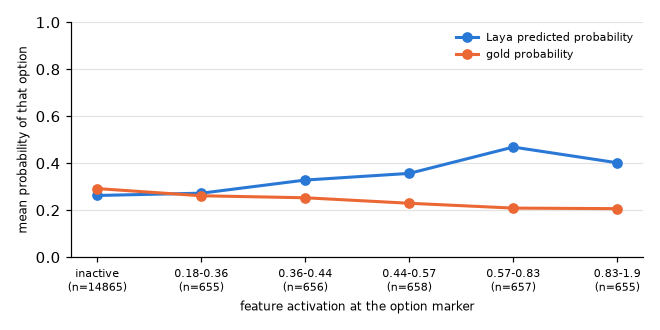 1.0
0.8
0.6
0.4
0.2
0.0
mean probability of that option
Laya predicted probability
gold probability
inactive
(n=14865)
0.18-0.36
(n=655)
0.36-0.44
(n=656)
0.44-0.57
(n=658)
0.57-0.83
(n=657)
0.83-1.9
(n=655)
feature activation at the option marker